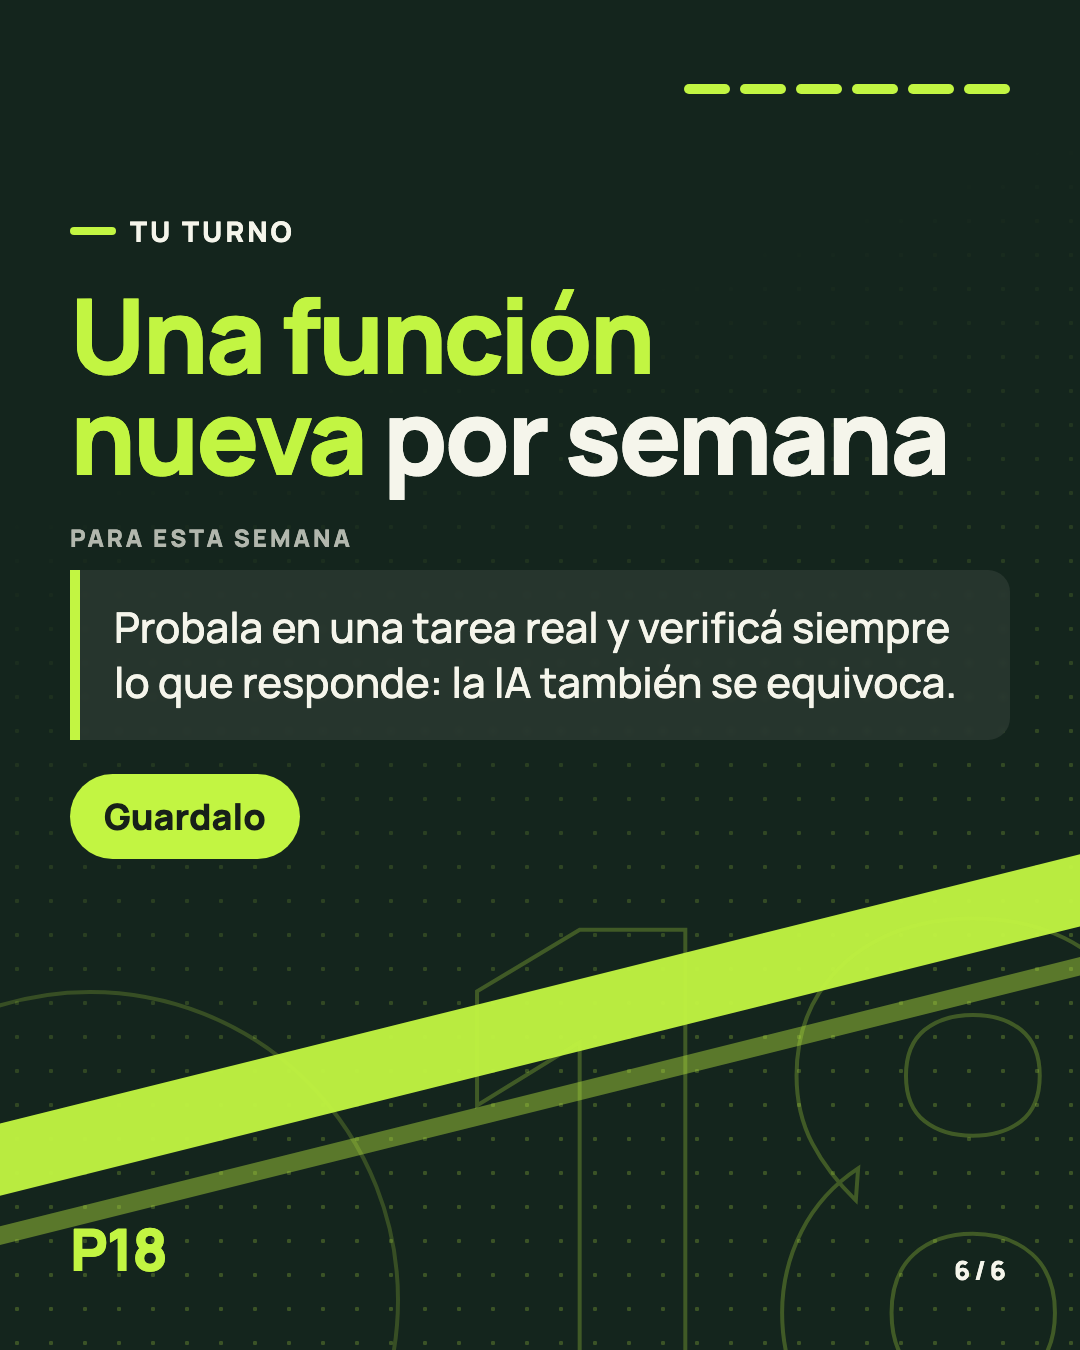 TU TURNO
Una función
nueva por semana
PARA ESTA SEMANA
Probala en una tarea real y verificá siempre
lo que responde: la IA también se equivoca.
Guardalo
18
P18
6/6